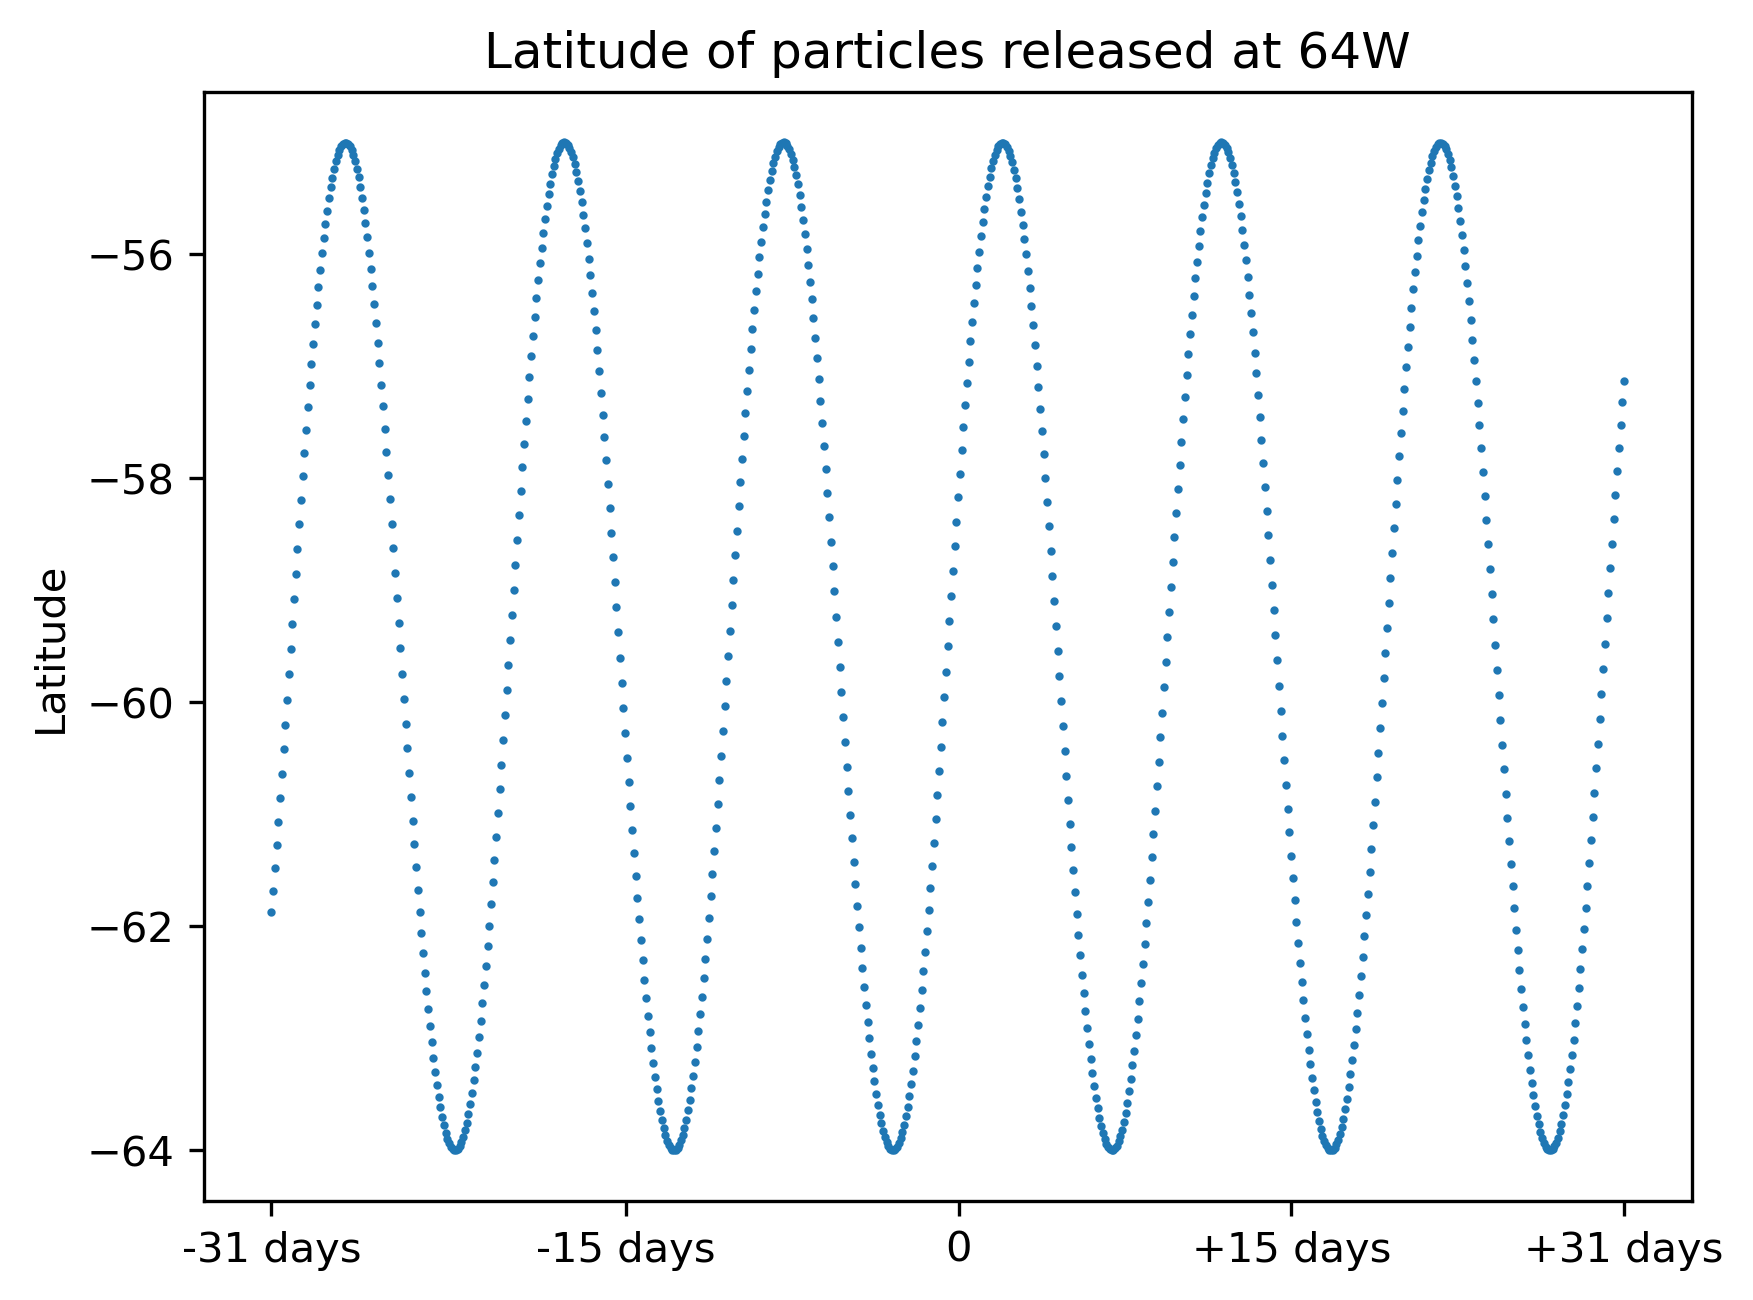 Latitude of particles released at 64W
Latitude
−56
−58
−60
−62
−64
-31 days
-15 days
0
+15 days
+31 days